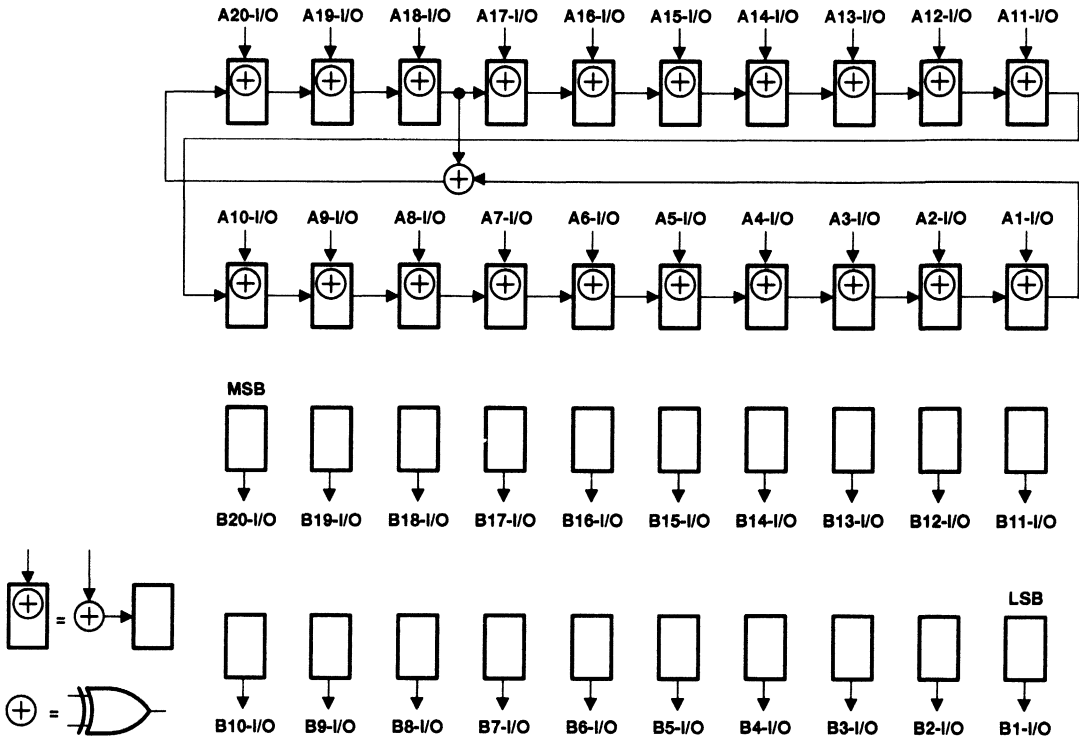 A20-I/O A19-I/O A18-I/O A17-I/O A16-I/O A15-I/O A14-I/O A13-I/O A12-I/O A11-I/O
A10-I/O A9-I/O A8-I/O A7-I/O A6-I/O A5-I/O A4-I/O A3-I/O A2-I/O A1-I/O
MSB
B20-I/O B19-I/O B18-I/O B17-I/O B16-I/O B15-I/O B14-I/O B13-I/O B12-I/O B11-I/O
=
LSB
=
B10-I/O B9-I/O B8-I/O B7-I/O B6-I/O B5-I/O B4-I/O B3-I/O B2-I/O B1-I/O